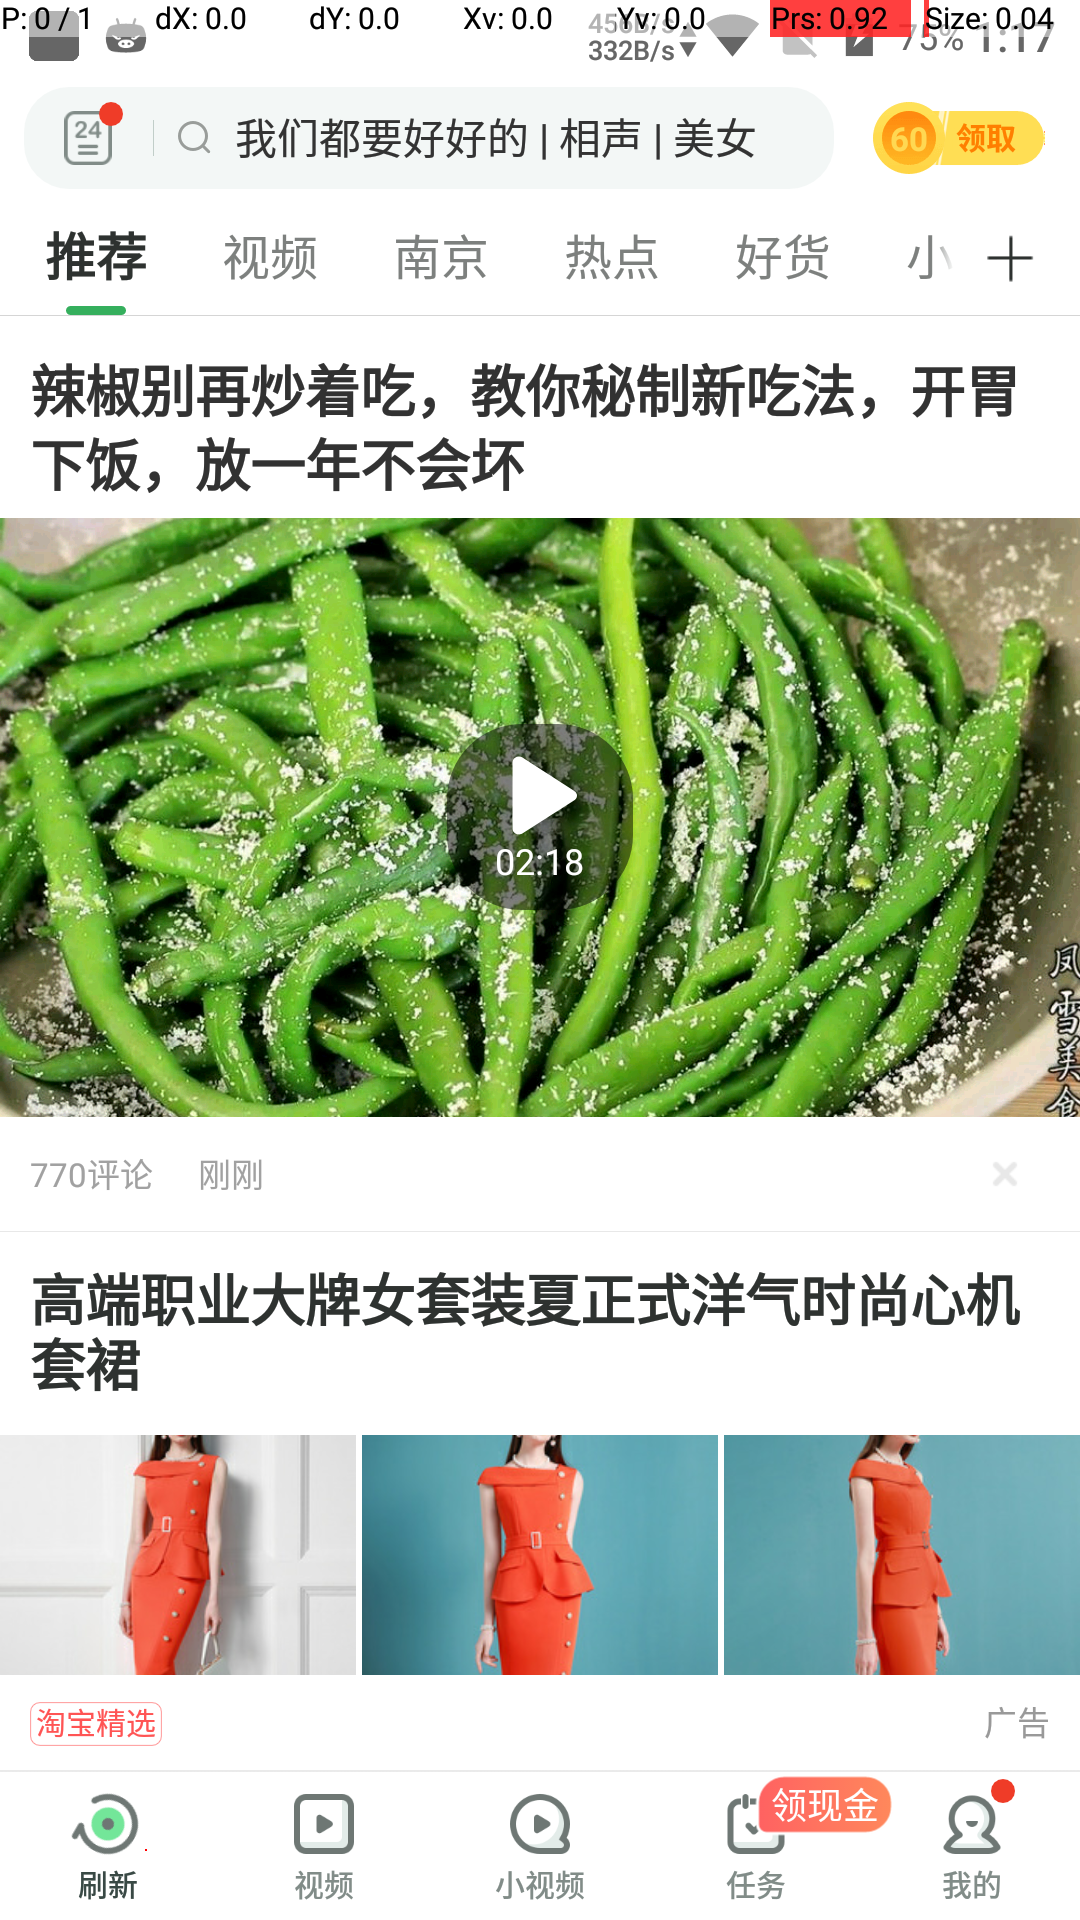 P: 0 / 1 dX: 0.0 dY: 0.0 Xv: 0.0 Yv: 0.0 Prs: 0.92 Size: 0.04
332B/s 75% 1:17
24 我们都要好好的 | 相声 | 美女 60 领取
推荐 视频 南京 热点 好货 小
辣椒别再炒着吃，教你秘制新吃法，开胃
下饭，放一年不会坏
02:18
凤雪美食
770评论 刚刚
高端职业大牌女套装夏正式洋气时尚心机
套裙
淘宝精选 广告
领现金
刷新 视频 小视频 任务 我的